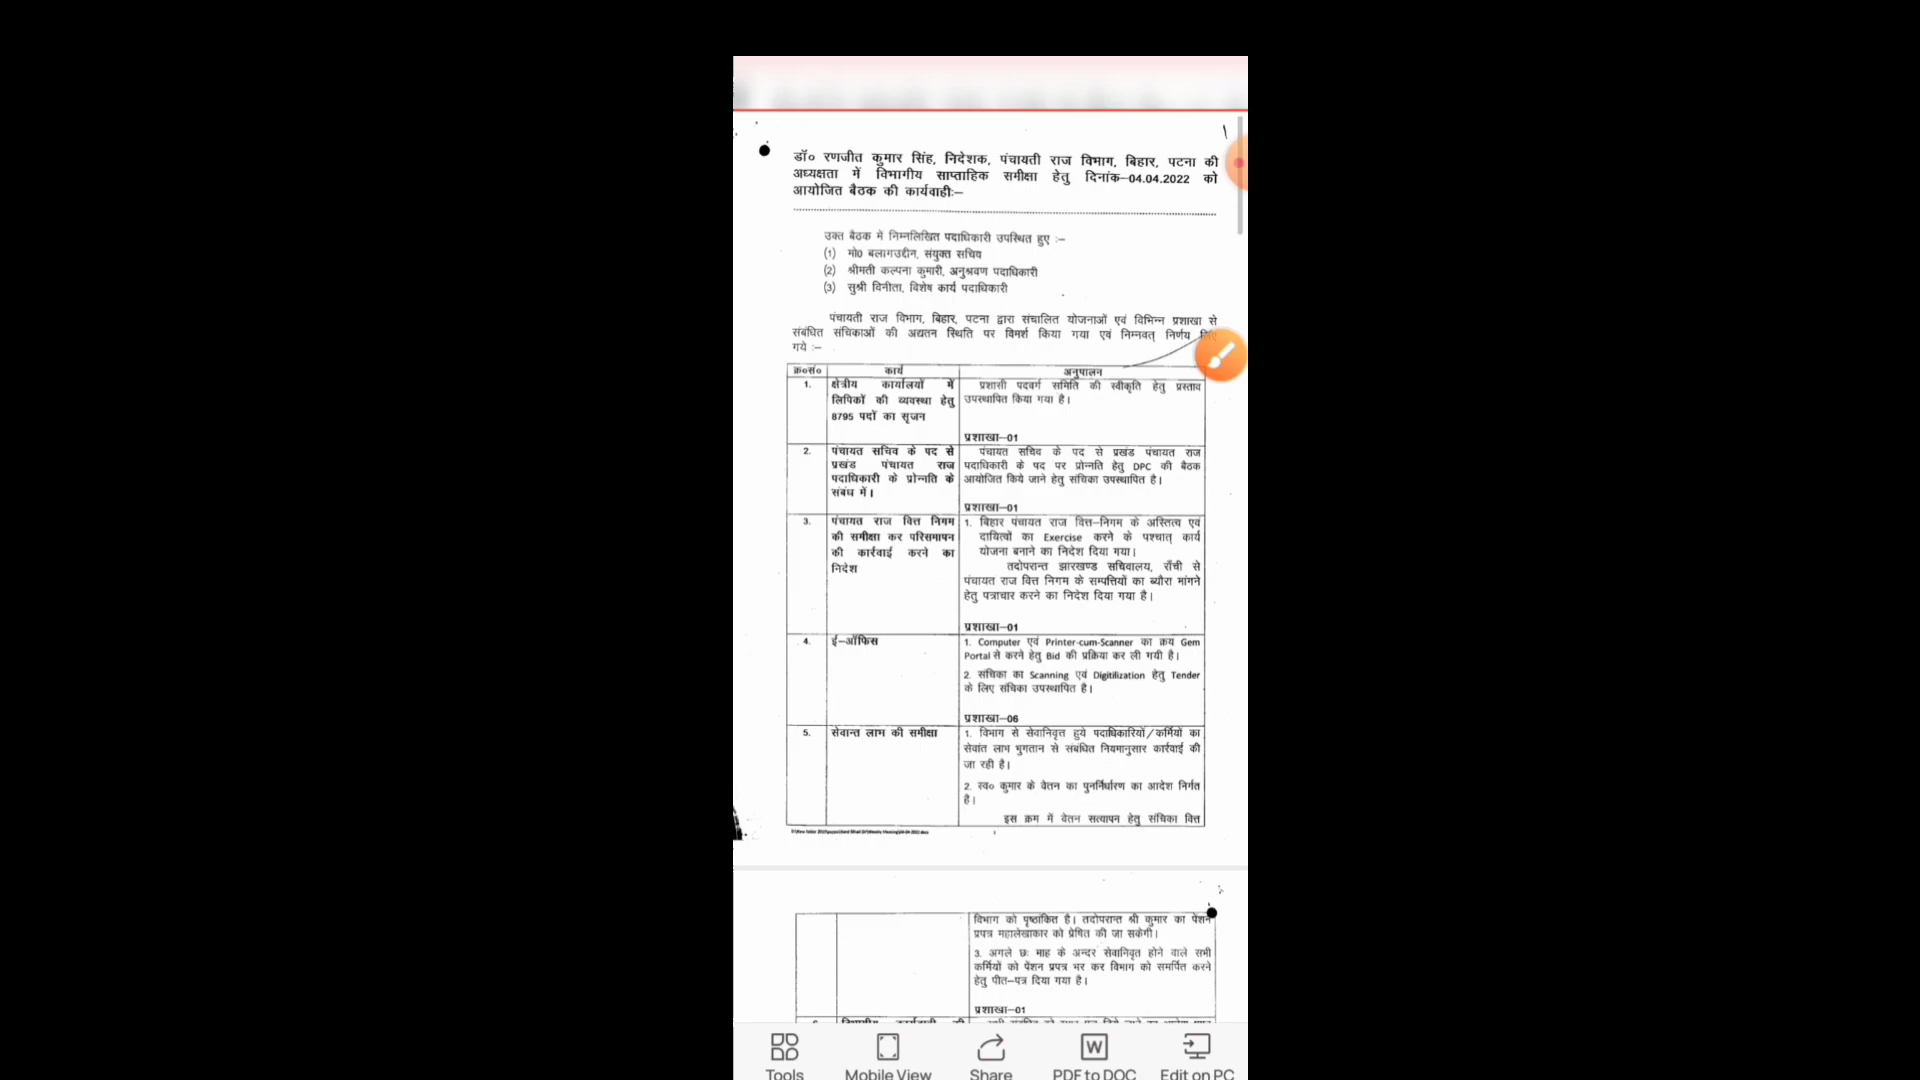 डॉ० रणजीत कुमार सिंह, निदेशक, पंचायती राज विभाग, बिहार, पटना की
अध्यक्षता में विभागीय साप्ताहिक समीक्षा हेतु दिनांक–04.04.2022 को
आयोजित बैठक की कार्यवाहीः–
उक्त बैठक में निम्नलिखित पदाधिकारी उपस्थित हुए :–
(1) मो0 बलागउद्दीन, संयुक्त सचिव
(2) श्रीमती कल्पना कुमारी, अनुश्रवण पदाधिकारी
(3) सुश्री विनीता, विशेष कार्य पदाधिकारी
पंचायती राज विभाग, बिहार, पटना द्वारा संचालित योजनाओं एवं विभिन्न प्रशाखा से
संबंधित संचिकाओं की अद्यतन स्थिति पर विमर्श किया गया एवं निम्नवत् निर्णय
गये :–
क्र०सं० कार्य अनुपालन
1. क्षेत्रीय कार्यालयों में
लिपिकों की व्यवस्था हेतु
8795 पदों का सृजन
प्रशासी पदवर्ग समिति की स्वीकृति हेतु प्रस्ताव
उपस्थापित किया गया है।
प्रशाखा–01
2. पंचायत सचिव के पद से
प्रखंड पंचायत राज
पदाधिकारी के प्रोन्नति के
संबंध में।
पंचायत सचिव के पद से प्रखंड पंचायत राज
पदाधिकारी के पद पर प्रोन्नति हेतु DPC की बैठक
आयोजित किये जाने हेतु संचिका उपस्थापित है।
प्रशाखा–01
3. पंचायत राज वित्त निगम
की समीक्षा कर परिसमापन
की कार्रवाई करने का
निदेश
1. बिहार पंचायत राज वित्त–निगम के अस्तित्व एवं
दायित्वों का Exercise करने के पश्चात् कार्य
योजना बनाने का निदेश दिया गया।
तदोपरान्त झारखण्ड सचिवालय, राँची से
पंचायत राज वित्त निगम के सम्पत्तियों का ब्यौरा मांगने
हेतु पत्राचार करने का निदेश दिया गया है।
प्रशाखा–01
4. ई–ऑफिस
1. Computer एवं Printer-cum-Scanner का क्रय Gem
Portal से करने हेतु Bid की प्रक्रिया कर ली गयी है।
2. संचिका का Scanning एवं Digitilization हेतु Tender
के लिए संचिका उपस्थापित है।
प्रशाखा–06
5. सेवान्त लाभ की समीक्षा
1. विभाग से सेवानिवृत्त हुये पदाधिकारियों/कर्मियों का
सेवांत लाभ भुगतान से संबंधित नियमानुसार कार्रवाई की
जा रही है।
2. स्व० कुमार के वेतन का पुनर्निर्धारण का आदेश निर्गत
है।
इस क्रम में वेतन सत्यापन हेतु संचिका वित्त
1
विभाग को पृष्ठांकित है। तदोपरान्त श्री कुमार का पेंशन
प्रपत्र महालेखाकार को प्रेषित की जा सकेगी।
3. अगले छः माह के अन्दर सेवानिवृत होने वाले सभी
कर्मियों को पेंशन प्रपत्र भर कर विभाग को समर्पित करने
हेतु पीत–पत्र दिया गया है।
प्रशाखा–01
Tools Mobile View Share PDF to DOC Edit on PC